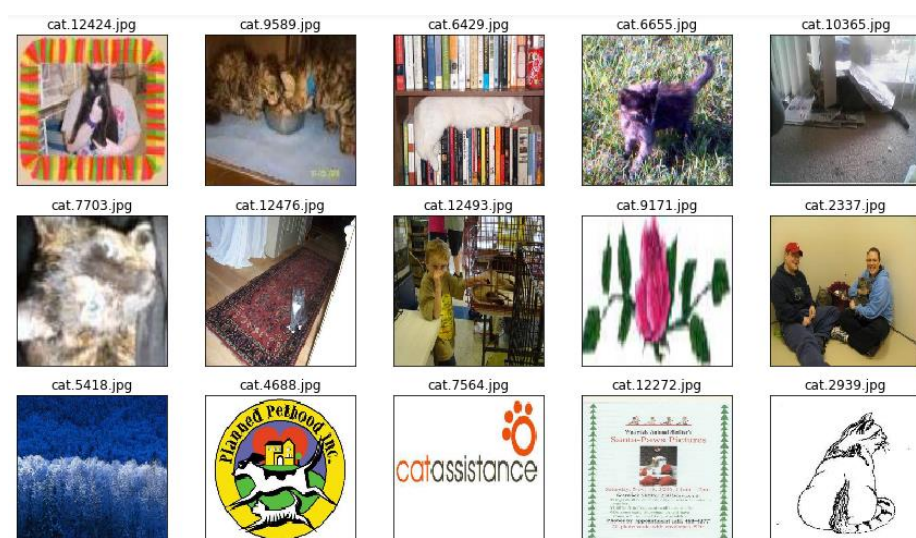 cat.12424.jpg
cat.9589.jpg
cat.6429.jpg
cat.6655.jpg
cat.10365.jpg
cat.7703.jpg
cat.12476.jpg
cat.12493.jpg
cat.9171.jpg
cat.2337.jpg
cat.5418.jpg
cat.4688.jpg
cat.7564.jpg
cat.12272.jpg
cat.2939.jpg
Planned Pethood Inc.
catassistance
Santa-Paws Pictures